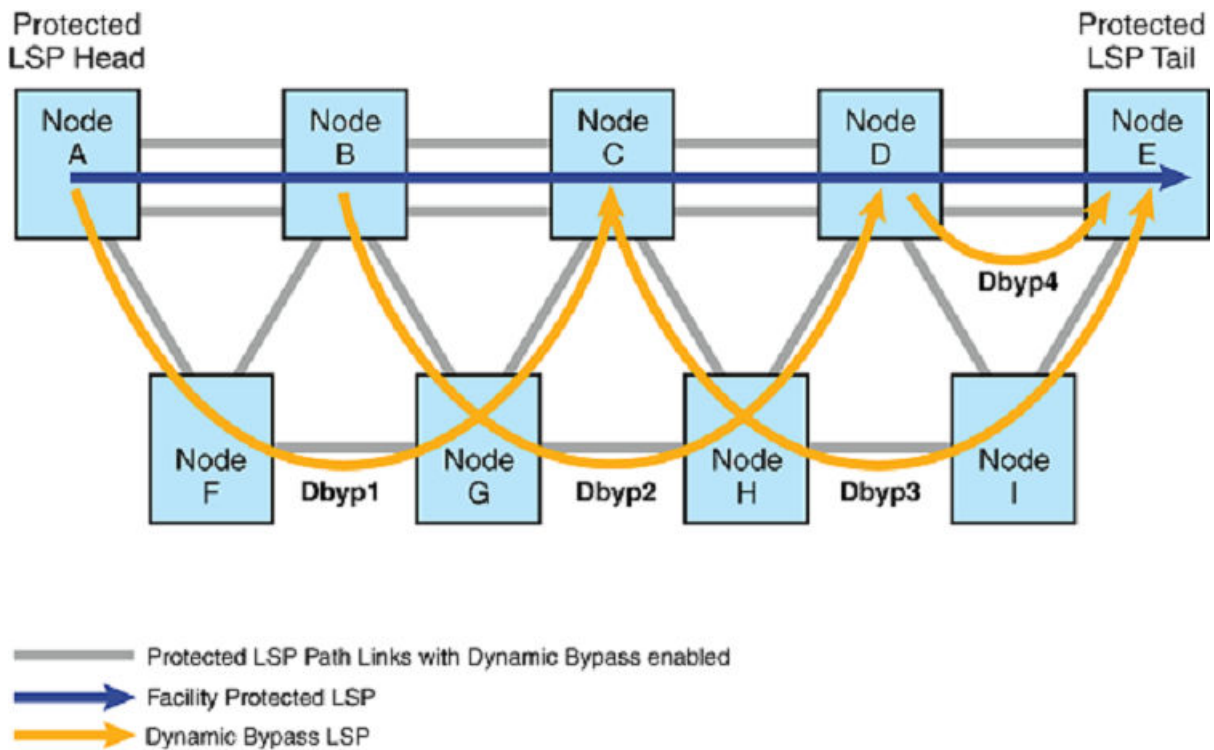 Protected
LSP Head
Protected
LSP Tail
Node
A
Node
B
Node
C
Node
D
Node
E
Dbyp4
Node
F
Dbyp1
Node
G
Dbyp2
Node
H
Dbyp3
Node
I
Protected LSP Path Links with Dynamic Bypass enabled
Facility Protected LSP
Dynamic Bypass LSP